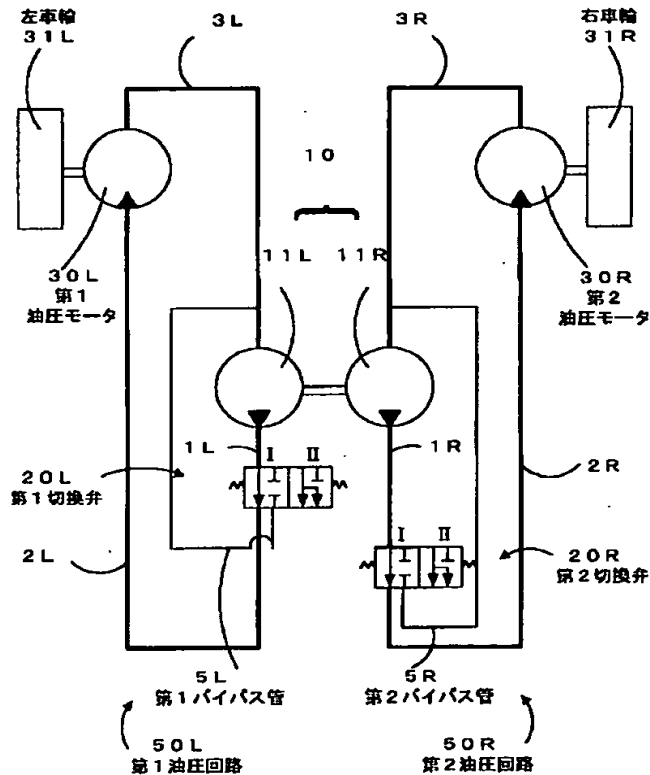 左車輪
31L
3L
3R
右車輪
31R
10
11L
11R
30L
第1
油圧モータ
30R
第2
油圧モータ
1L
I
II
1R
20L
第1切換弁
2R
I
II
20R
第2切換弁
2L
5L
第1バイパス管
5R
第2バイパス管
50L
第1油圧回路
50R
第2油圧回路